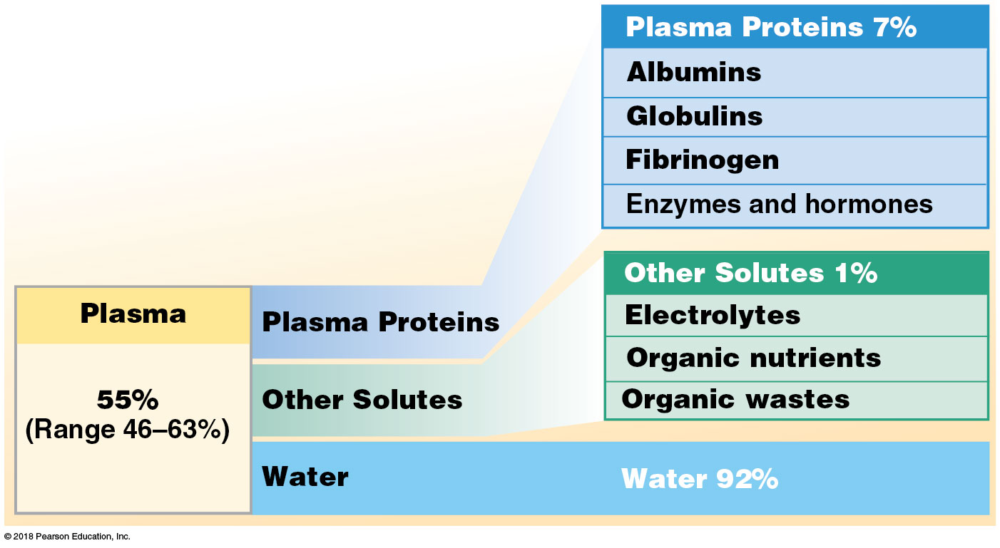 Plasma
55%
(Range 46–63%)
Plasma Proteins
Other Solutes
Water
Plasma Proteins 7%
Albumins
Globulins
Fibrinogen
Enzymes and hormones
Other Solutes 1%
Electrolytes
Organic nutrients
Organic wastes
Water 92%
© 2018 Pearson Education, Inc.